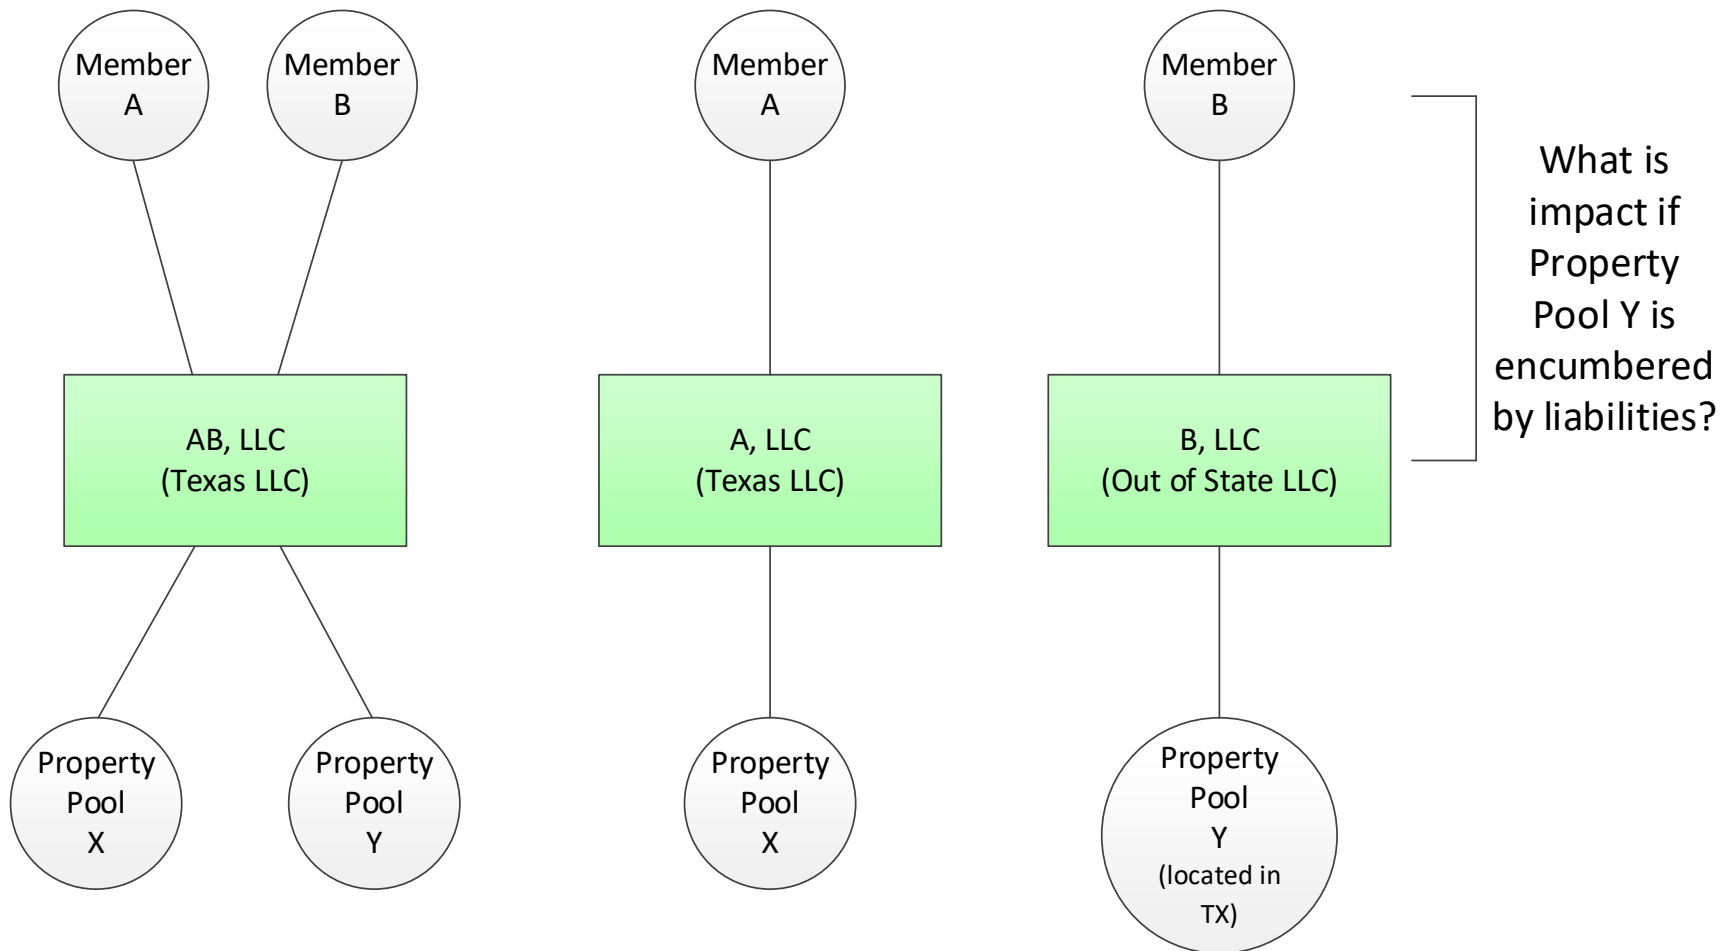 Member
A
Member
B
Member
A
Member
B
What is
impact if
Property
Pool Y is
encumbered
by liabilities?
AB, LLC
(Texas LLC)
A, LLC
(Texas LLC)
B, LLC
(Out of State LLC)
Property
Pool
X
Property
Pool
Y
Property
Pool
X
Property
Pool
Y
(located in
TX)